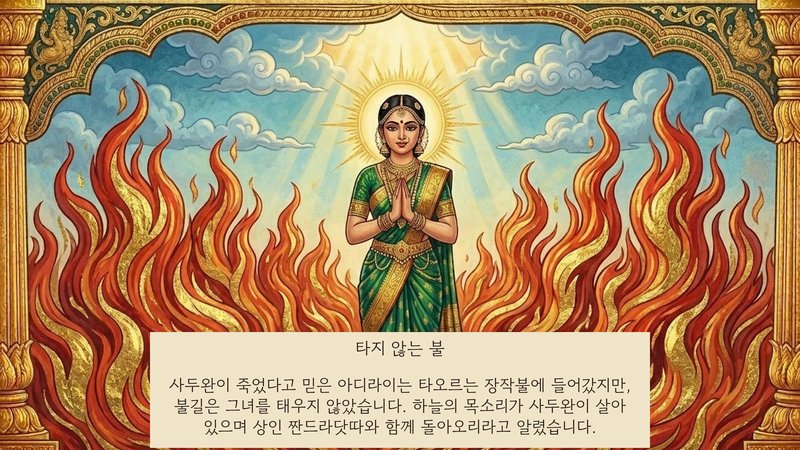 타지 않는 불
사두완이 죽었다고 믿은 아디라이는 타오르는 장작불에 들어갔지만,
불길은 그녀를 태우지 않았습니다. 하늘의 목소리가 사두완이 살아
있으며 상인 짠드라닷따와 함께 돌아오리라고 알렸습니다.